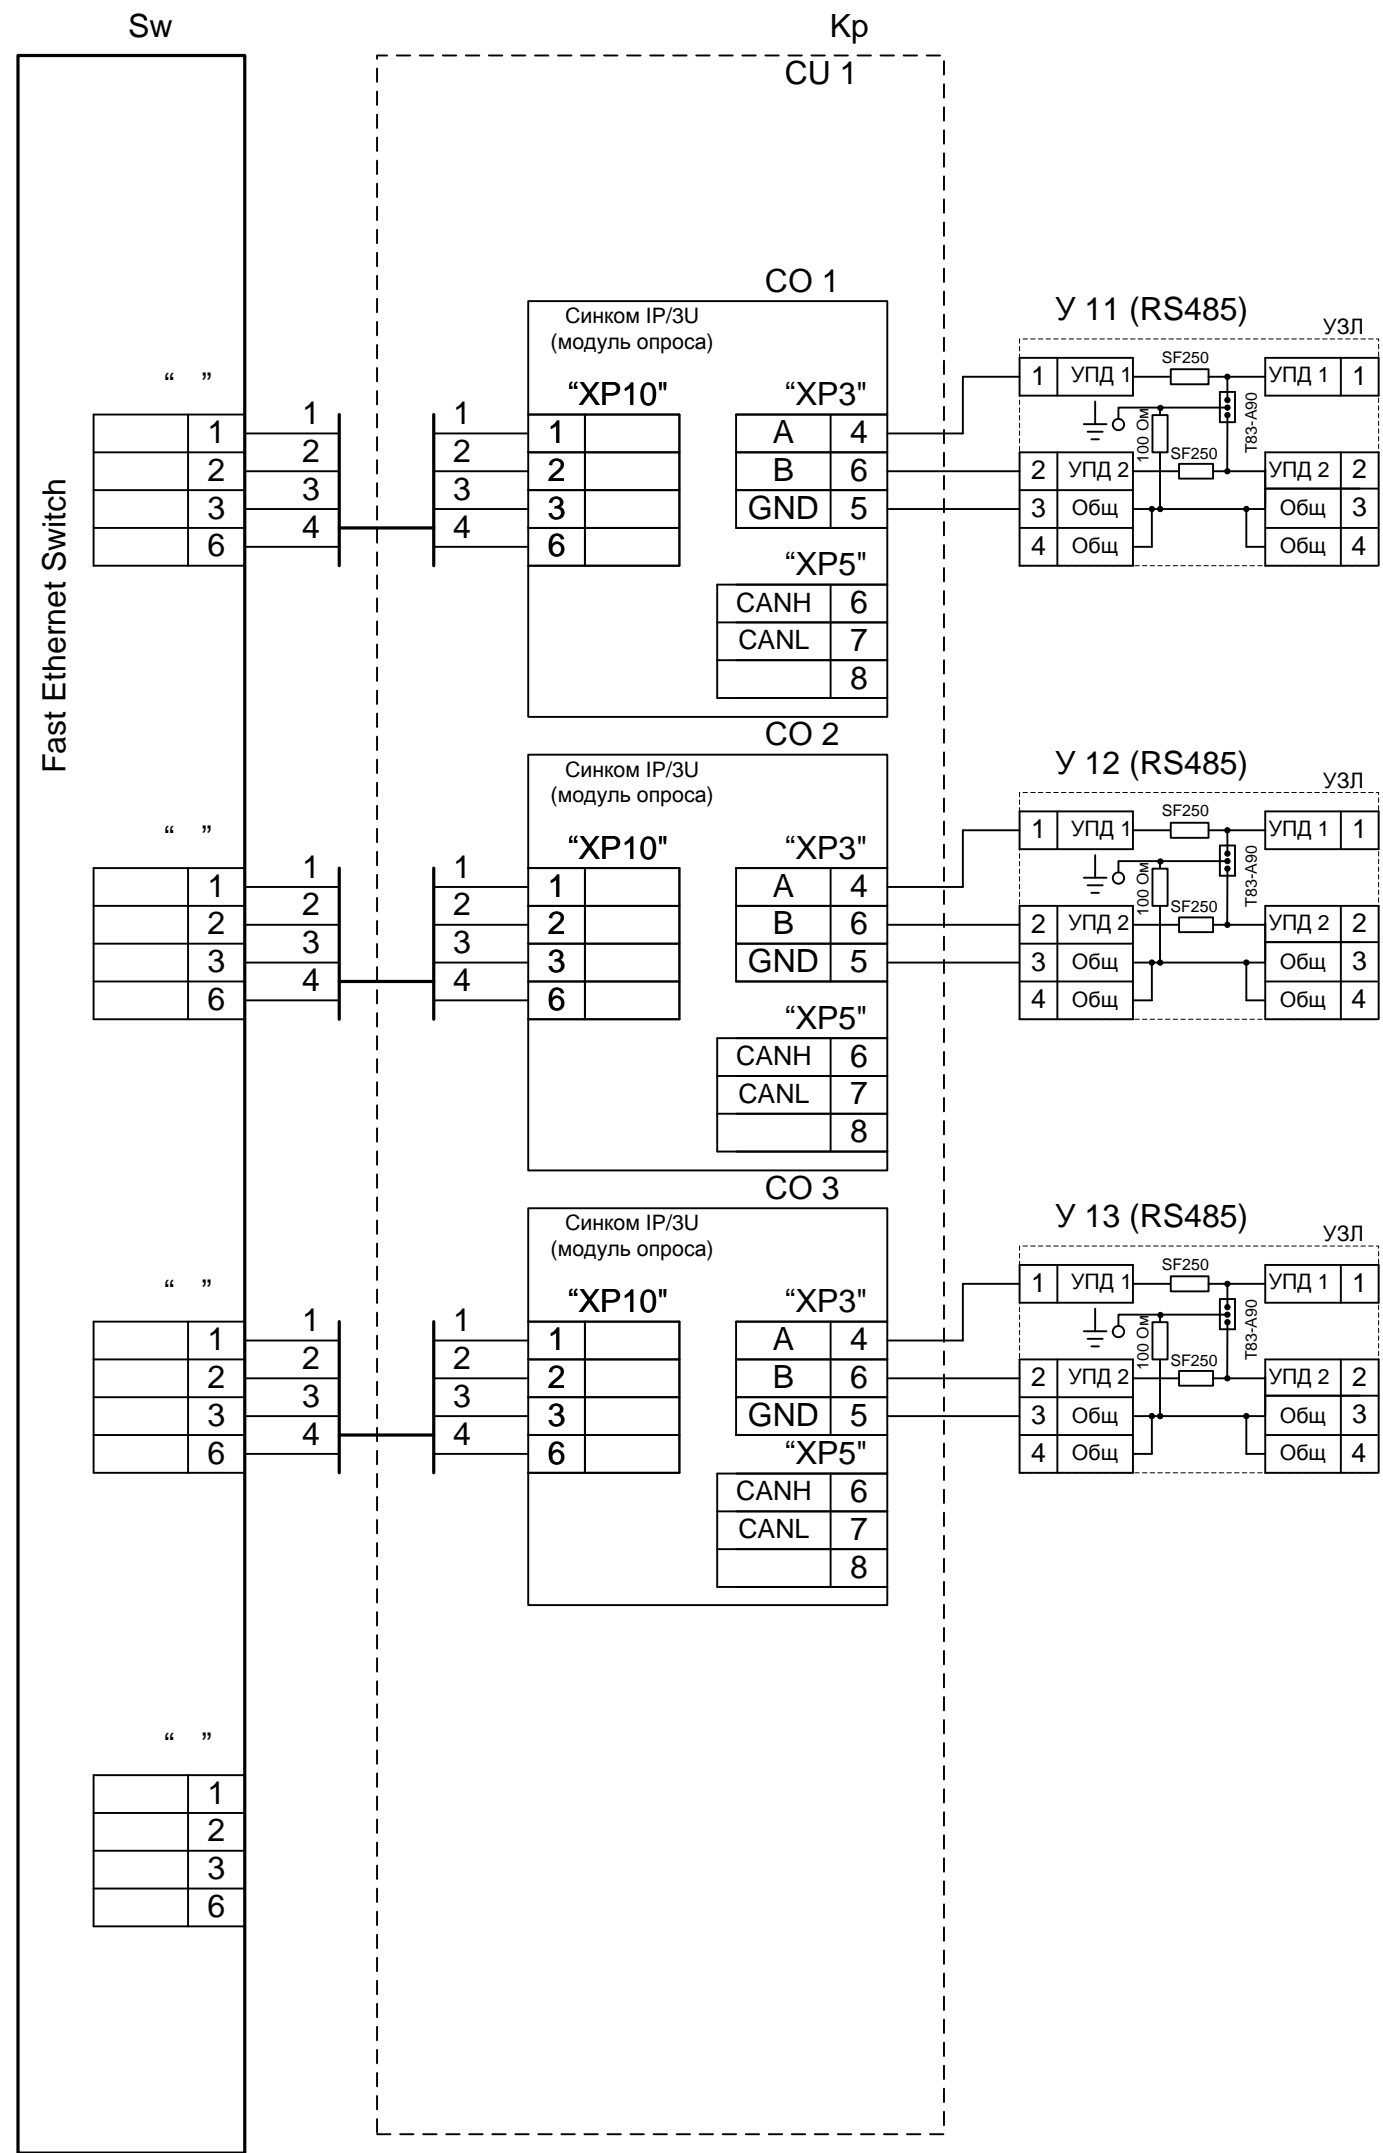 Sw
Kp
CU 1
Fast Ethernet Switch
CO 1
Синком IP/3U
(модуль опроса)
“XP10" “XP3"
“ ”
1
2
3
6
1
2
3
4
1
2
3
4
1
2
3
6
A 4
B 6
GND 5
“XP5"
CANH 6
CANL 7
8
У 11 (RS485)
УЗЛ
1 УПД 1 SF250 УПД 1 1
100 Ом T83-A90
2 УПД 2 SF250 УПД 2 2
3 Общ Общ 3
4 Общ Общ 4
CO 2
Синком IP/3U
(модуль опроса)
“XP10" “XP3"
“ ”
1
2
3
6
1
2
3
4
1
2
3
4
1
2
3
6
A 4
B 6
GND 5
“XP5"
CANH 6
CANL 7
8
У 12 (RS485)
УЗЛ
1 УПД 1 SF250 УПД 1 1
100 Ом T83-A90
2 УПД 2 SF250 УПД 2 2
3 Общ Общ 3
4 Общ Общ 4
CO 3
Синком IP/3U
(модуль опроса)
“XP10" “XP3"
“ ”
1
2
3
6
1
2
3
4
1
2
3
4
1
2
3
6
A 4
B 6
GND 5
“XP5"
CANH 6
CANL 7
8
У 13 (RS485)
УЗЛ
1 УПД 1 SF250 УПД 1 1
100 Ом T83-A90
2 УПД 2 SF250 УПД 2 2
3 Общ Общ 3
4 Общ Общ 4
“ ”
1
2
3
6